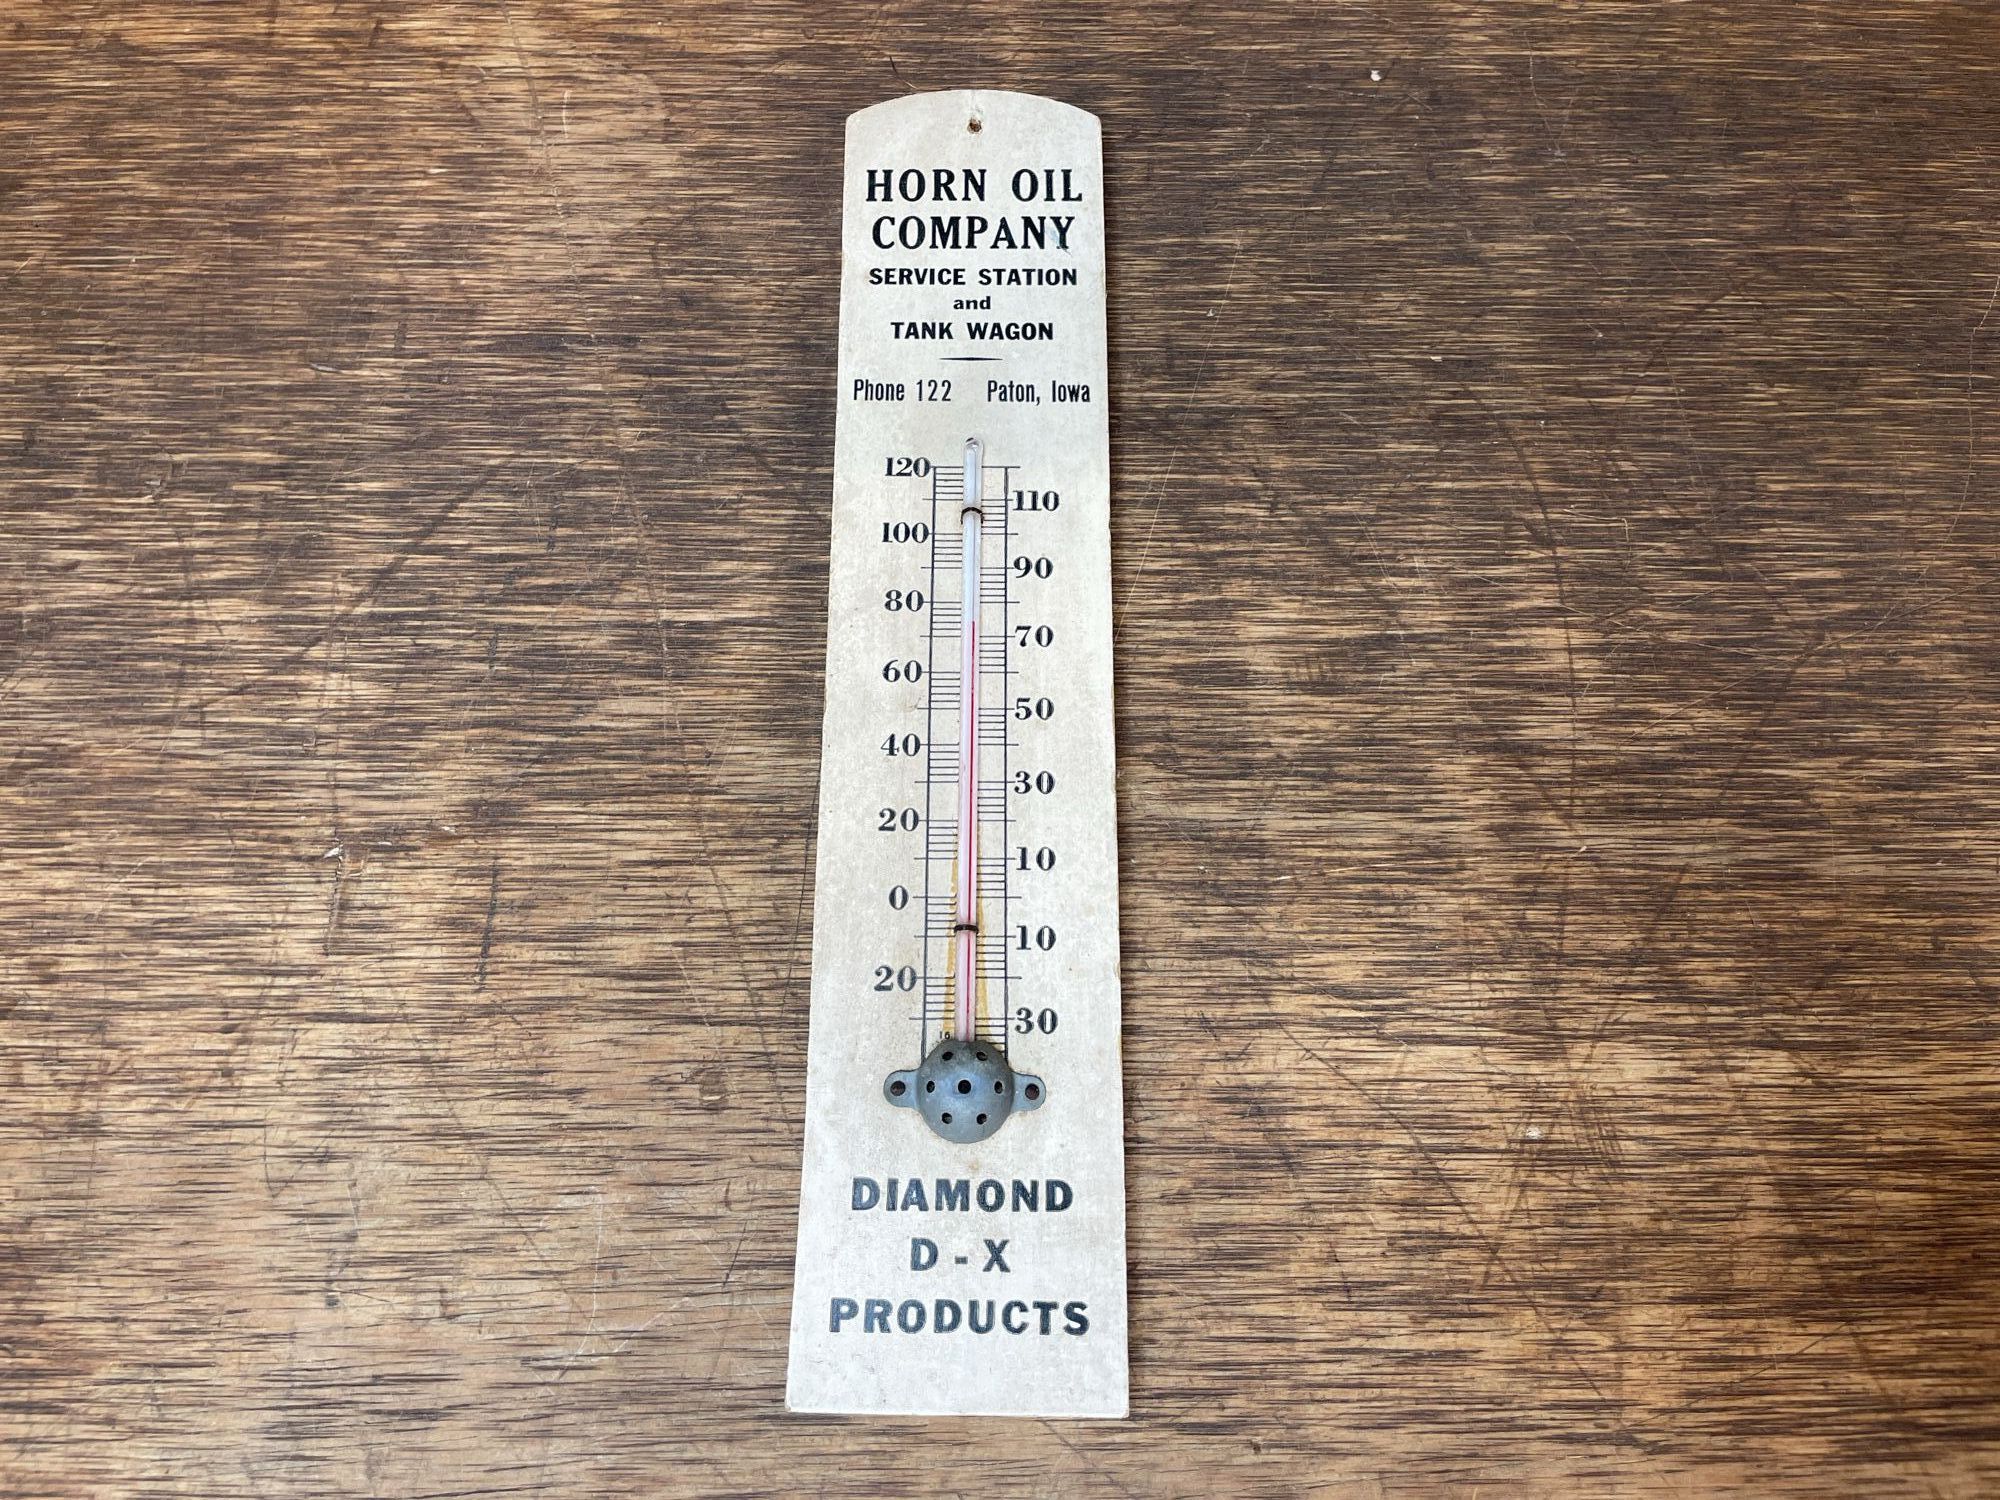 HORN OIL
COMPANY
SERVICE STATION
and
TANK WAGON
Phone 122 Paton, Iowa
120
110
100
90
80
70
60
50
40
30
20
10
0
10
20
30
16
DIAMOND
D-X
PRODUCTS